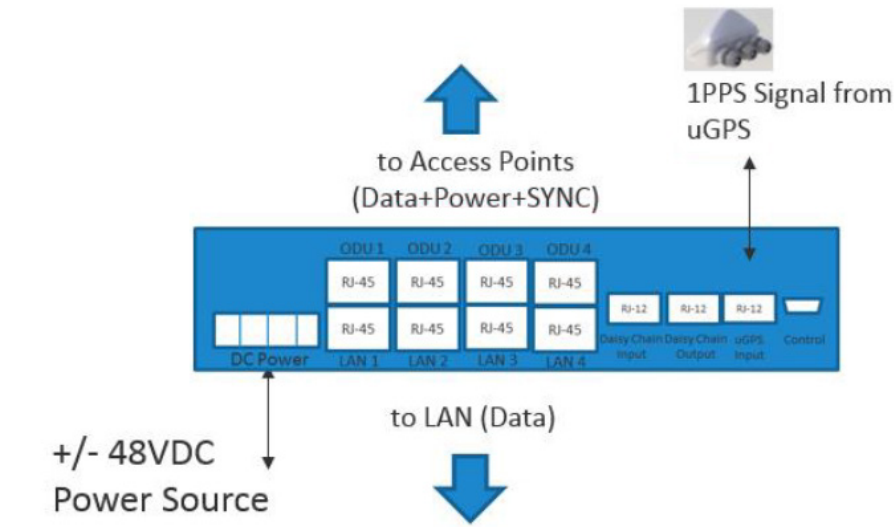 1PPS Signal from
uGPS
to Access Points
(Data+Power+SYNC)
ODU 1 ODU 2 ODU 3 ODU 4
RJ-45 RJ-45 RJ-45 RJ-45
RJ-12 RJ-12 RJ-12
RJ-45 RJ-45 RJ-45 RJ-45
Daisy Chain Daisy Chain uGPS Control
Input Output Input
DC Power LAN 1 LAN 2 LAN 3 LAN 4
to LAN (Data)
+/- 48VDC
Power Source